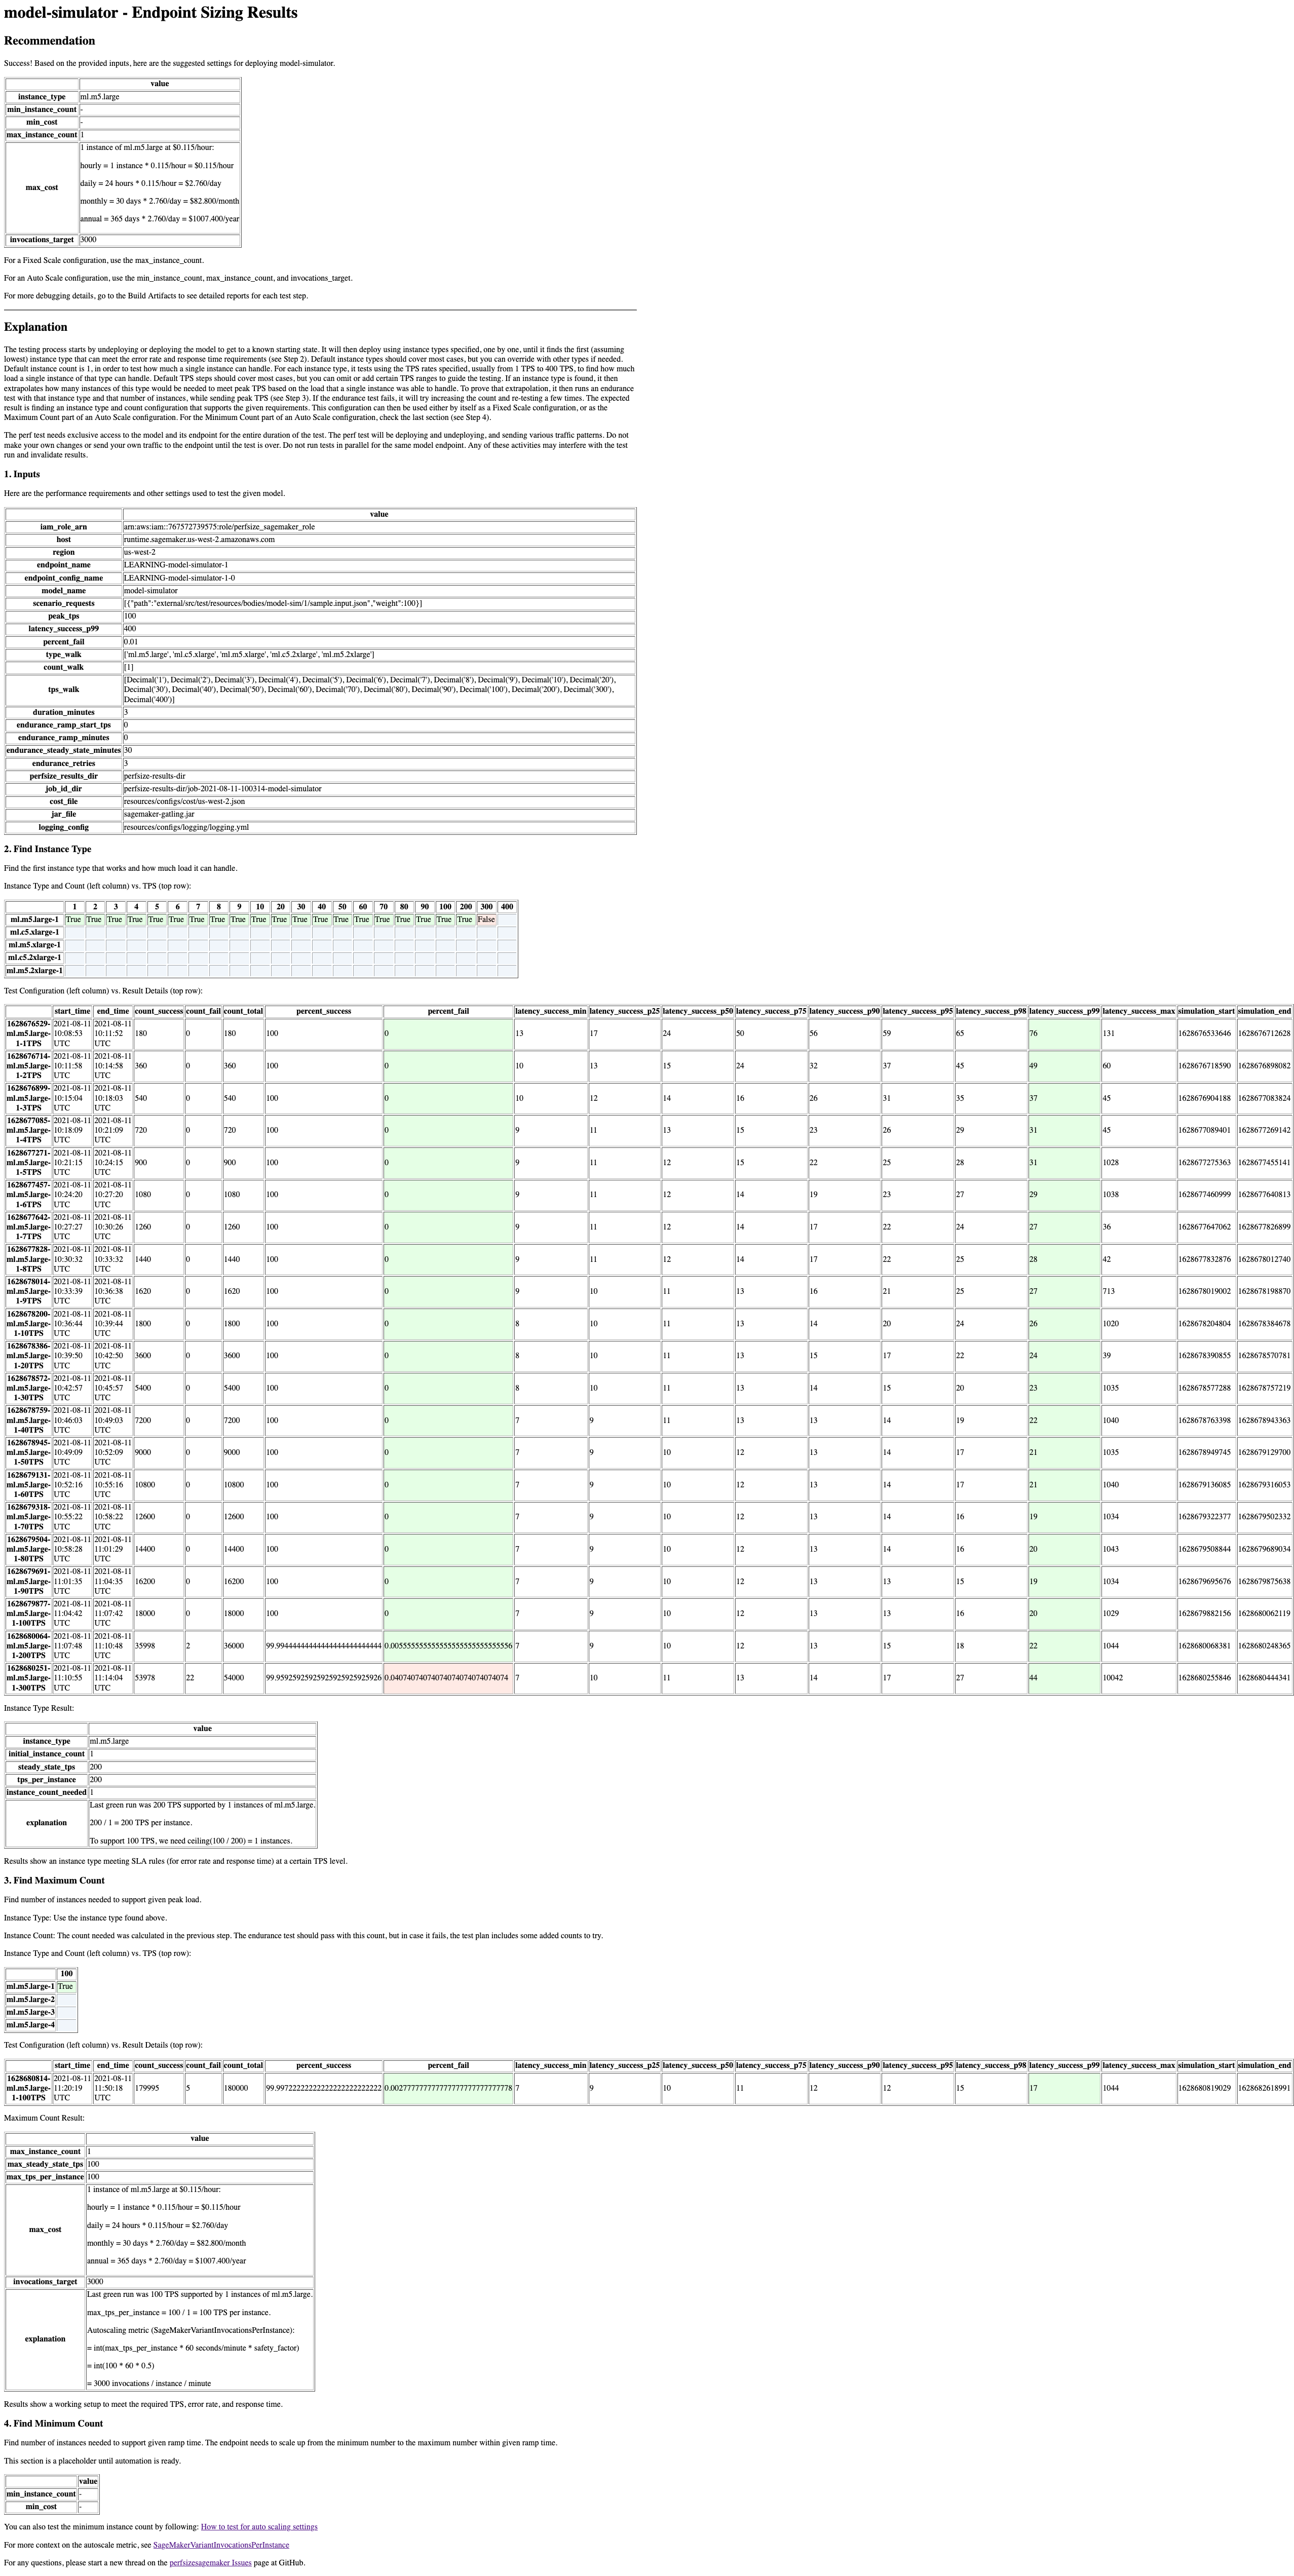 model-simulator - Endpoint Sizing Results
Recommendation
Success! Based on the provided inputs, here are the suggested settings for deploying model-simulator.
value
instance_type ml.m5.large
min_instance_count -
min_cost -
max_instance_count 1
max_cost
1 instance of ml.m5.large at $0.115/hour:
hourly = 1 instance * 0.115/hour = $0.115/hour
daily = 24 hours * 0.115/hour = $2.760/day
monthly = 30 days * 2.760/day = $82.800/month
annual = 365 days * 2.760/day = $1007.400/year
invocations_target 3000
For a Fixed Scale configuration, use the max_instance_count.
For an Auto Scale configuration, use the min_instance_count, max_instance_count, and invocations_target.
For more debugging details, go to the Build Artifacts to see detailed reports for each test step.
Explanation
The testing process starts by undeploying or deploying the model to get to a known starting state. It will then deploy using instance types specified, one by one, until it finds the first (assuming
lowest) instance type that can meet the error rate and response time requirements (see Step 2). Default instance types should cover most cases, but you can override with other types if needed.
Default instance count is 1, in order to test how much a single instance can handle. For each instance type, it tests using the TPS rates specified, usually from 1 TPS to 400 TPS, to find how much
load a single instance of that type can handle. Default TPS steps should cover most cases, but you can omit or add certain TPS ranges to guide the testing. If an instance type is found, it then
extrapolates how many instances of this type would be needed to meet peak TPS based on the load that a single instance was able to handle. To prove that extrapolation, it then runs an endurance
test with that instance type and that number of instances, while sending peak TPS (see Step 3). If the endurance test fails, it will try increasing the count and re-testing a few times. The expected
result is finding an instance type and count configuration that supports the given requirements. This configuration can then be used either by itself as a Fixed Scale configuration, or as the
Maximum Count part of an Auto Scale configuration. For the Minimum Count part of an Auto Scale configuration, check the last section (see Step 4).
The perf test needs exclusive access to the model and its endpoint for the entire duration of the test. The perf test will be deploying and undeploying, and sending various traffic patterns. Do not
make your own changes or send your own traffic to the endpoint until the test is over. Do not run tests in parallel for the same model endpoint. Any of these activities may interfere with the test
run and invalidate results.
1. Inputs
Here are the performance requirements and other settings used to test the given model.
value
iam_role_arn arn:aws:iam::767572739575:role/perfsize_sagemaker_role
host runtime.sagemaker.us-west-2.amazonaws.com
region us-west-2
endpoint_name LEARNING-model-simulator-1
endpoint_config_name LEARNING-model-simulator-1-0
model_name model-simulator
scenario_requests [{"path":"external/src/test/resources/bodies/model-sim/1/sample.input.json","weight":100}]
peak_tps 100
latency_success_p99 400
percent_fail 0.01
type_walk ['ml.m5.large', 'ml.c5.xlarge', 'ml.m5.xlarge', 'ml.c5.2xlarge', 'ml.m5.2xlarge']
count_walk [1]
tps_walk
[Decimal('1'), Decimal('2'), Decimal('3'), Decimal('4'), Decimal('5'), Decimal('6'), Decimal('7'), Decimal('8'), Decimal('9'), Decimal('10'), Decimal('20'),
Decimal('30'), Decimal('40'), Decimal('50'), Decimal('60'), Decimal('70'), Decimal('80'), Decimal('90'), Decimal('100'), Decimal('200'), Decimal('300'),
Decimal('400')]
duration_minutes 3
endurance_ramp_start_tps 0
endurance_ramp_minutes 0
endurance_steady_state_minutes 30
endurance_retries 3
perfsize_results_dir perfsize-results-dir
job_id_dir perfsize-results-dir/job-2021-08-11-100314-model-simulator
cost_file resources/configs/cost/us-west-2.json
jar_file sagemaker-gatling.jar
logging_config resources/configs/logging/logging.yml
2. Find Instance Type
Find the first instance type that works and how much load it can handle.
Instance Type and Count (left column) vs. TPS (top row):
1 2 3 4 5 6 7 8 9 10 20 30 40 50 60 70 80 90 100 200 300 400
ml.m5.large-1 True True True True True True True True True True True True True True True True True True True True False
ml.c5.xlarge-1
ml.m5.xlarge-1
ml.c5.2xlarge-1
ml.m5.2xlarge-1
Test Configuration (left column) vs. Result Details (top row):
start_time end_time count_success count_fail count_total percent_success percent_fail latency_success_min latency_success_p25 latency_success_p50 latency_success_p75 latency_success_p90 latency_success_p95 latency_success_p98 latency_success_p99 latency_success_max simulation_start simulation_end
1628676529-ml.m5.large-1-1TPS 2021-08-11 10:08:53 UTC 2021-08-11 10:11:52 UTC 180 0 180 100 0 13 17 24 50 56 59 65 76 131 1628676533646 1628676712628
1628676714-ml.m5.large-1-2TPS 2021-08-11 10:11:58 UTC 2021-08-11 10:14:58 UTC 360 0 360 100 0 10 13 15 24 32 37 45 49 60 1628676718590 1628676898082
1628676899-ml.m5.large-1-3TPS 2021-08-11 10:15:04 UTC 2021-08-11 10:18:03 UTC 540 0 540 100 0 10 12 14 16 26 31 35 37 45 1628676904188 1628677083824
1628677085-ml.m5.large-1-4TPS 2021-08-11 10:18:09 UTC 2021-08-11 10:21:09 UTC 720 0 720 100 0 9 11 13 15 23 26 29 31 45 1628677089401 1628677269142
1628677271-ml.m5.large-1-5TPS 2021-08-11 10:21:15 UTC 2021-08-11 10:24:15 UTC 900 0 900 100 0 9 11 12 15 22 25 28 31 1028 1628677275363 1628677455141
1628677457-ml.m5.large-1-6TPS 2021-08-11 10:24:20 UTC 2021-08-11 10:27:20 UTC 1080 0 1080 100 0 9 11 12 14 19 23 27 29 1038 1628677460999 1628677640813
1628677642-ml.m5.large-1-7TPS 2021-08-11 10:27:27 UTC 2021-08-11 10:30:26 UTC 1260 0 1260 100 0 9 11 12 14 17 22 24 27 36 1628677647062 1628677826899
1628677828-ml.m5.large-1-8TPS 2021-08-11 10:30:32 UTC 2021-08-11 10:33:32 UTC 1440 0 1440 100 0 9 11 12 14 17 22 25 28 42 1628677832876 1628678012740
1628678014-ml.m5.large-1-9TPS 2021-08-11 10:33:39 UTC 2021-08-11 10:36:38 UTC 1620 0 1620 100 0 9 10 11 13 16 21 25 27 713 1628678019002 1628678198870
1628678200-ml.m5.large-1-10TPS 2021-08-11 10:36:44 UTC 2021-08-11 10:39:44 UTC 1800 0 1800 100 0 8 10 11 13 14 20 24 26 1020 1628678204804 1628678384678
1628678386-ml.m5.large-1-20TPS 2021-08-11 10:39:50 UTC 2021-08-11 10:42:50 UTC 3600 0 3600 100 0 8 10 11 13 15 17 22 24 39 1628678390855 1628678570781
1628678572-ml.m5.large-1-30TPS 2021-08-11 10:42:57 UTC 2021-08-11 10:45:57 UTC 5400 0 5400 100 0 8 10 11 13 14 15 20 23 1035 1628678577288 1628678757219
1628678759-ml.m5.large-1-40TPS 2021-08-11 10:46:03 UTC 2021-08-11 10:49:03 UTC 7200 0 7200 100 0 7 9 11 13 13 14 19 22 1040 1628678763398 1628678943363
1628678945-ml.m5.large-1-50TPS 2021-08-11 10:49:09 UTC 2021-08-11 10:52:09 UTC 9000 0 9000 100 0 7 9 10 12 13 14 17 21 1035 1628678949745 1628679129700
1628679131-ml.m5.large-1-60TPS 2021-08-11 10:52:16 UTC 2021-08-11 10:55:16 UTC 10800 0 10800 100 0 7 9 10 12 13 14 17 21 1040 1628679136085 1628679316053
1628679318-ml.m5.large-1-70TPS 2021-08-11 10:55:22 UTC 2021-08-11 10:58:22 UTC 12600 0 12600 100 0 7 9 10 12 13 14 16 19 1034 1628679322377 1628679502332
1628679504-ml.m5.large-1-80TPS 2021-08-11 10:58:28 UTC 2021-08-11 11:01:29 UTC 14400 0 14400 100 0 7 9 10 12 13 14 16 20 1043 1628679508844 1628679689034
1628679691-ml.m5.large-1-90TPS 2021-08-11 11:01:35 UTC 2021-08-11 11:04:35 UTC 16200 0 16200 100 0 7 9 10 12 13 13 15 19 1034 1628679695676 1628679875638
1628679877-ml.m5.large-1-100TPS 2021-08-11 11:04:42 UTC 2021-08-11 11:07:42 UTC 18000 0 18000 100 0 7 9 10 12 13 13 16 20 1029 1628679882156 1628680062119
1628680064-ml.m5.large-1-200TPS 2021-08-11 11:07:48 UTC 2021-08-11 11:10:48 UTC 35998 2 36000 99.99444444444444444444444444 0.005555555555555555555555555556 7 9 10 12 13 15 18 22 1044 1628680068381 1628680248365
1628680251-ml.m5.large-1-300TPS 2021-08-11 11:10:55 UTC 2021-08-11 11:14:04 UTC 53978 22 54000 99.95925925925925925925925926 0.04074074074074074074074074074 7 10 11 13 14 17 27 44 10042 1628680255846 1628680444341
Instance Type Result:
value
instance_type ml.m5.large
initial_instance_count 1
steady_state_tps 200
tps_per_instance 200
instance_count_needed 1
explanation
Last green run was 200 TPS supported by 1 instances of ml.m5.large.
200 / 1 = 200 TPS per instance.
To support 100 TPS, we need ceiling(100 / 200) = 1 instances.
Results show an instance type meeting SLA rules (for error rate and response time) at a certain TPS level.
3. Find Maximum Count
Find number of instances needed to support given peak load.
Instance Type: Use the instance type found above.
Instance Count: The count needed was calculated in the previous step. The endurance test should pass with this count, but in case it fails, the test plan includes some added counts to try.
Instance Type and Count (left column) vs. TPS (top row):
100
ml.m5.large-1 True
ml.m5.large-2
ml.m5.large-3
ml.m5.large-4
Test Configuration (left column) vs. Result Details (top row):
start_time end_time count_success count_fail count_total percent_success percent_fail latency_success_min latency_success_p25 latency_success_p50 latency_success_p75 latency_success_p90 latency_success_p95 latency_success_p98 latency_success_p99 latency_success_max simulation_start simulation_end
1628680814-ml.m5.large-1-100TPS 2021-08-11 11:20:19 UTC 2021-08-11 11:50:18 UTC 179995 5 180000 99.99722222222222222222222222 0.002777777777777777777777777778 7 9 10 11 12 12 15 17 1044 1628680819029 1628682618991
Maximum Count Result:
value
max_instance_count 1
max_steady_state_tps 100
max_tps_per_instance 100
max_cost
1 instance of ml.m5.large at $0.115/hour:
hourly = 1 instance * 0.115/hour = $0.115/hour
daily = 24 hours * 0.115/hour = $2.760/day
monthly = 30 days * 2.760/day = $82.800/month
annual = 365 days * 2.760/day = $1007.400/year
invocations_target 3000
explanation
Last green run was 100 TPS supported by 1 instances of ml.m5.large.
max_tps_per_instance = 100 / 1 = 100 TPS per instance.
Autoscaling metric (SageMakerVariantInvocationsPerInstance):
= int(max_tps_per_instance * 60 seconds/minute * safety_factor)
= int(100 * 60 * 0.5)
= 3000 invocations / instance / minute
Results show a working setup to meet the required TPS, error rate, and response time.
4. Find Minimum Count
Find number of instances needed to support given ramp time. The endpoint needs to scale up from the minimum number to the maximum number within given ramp time.
This section is a placeholder until automation is ready.
value
min_instance_count -
min_cost -
You can also test the minimum instance count by following: How to test for auto scaling settings
For more context on the autoscale metric, see SageMakerVariantInvocationsPerInstance
For any questions, please start a new thread on the perfsizesagemaker Issues page at GitHub.